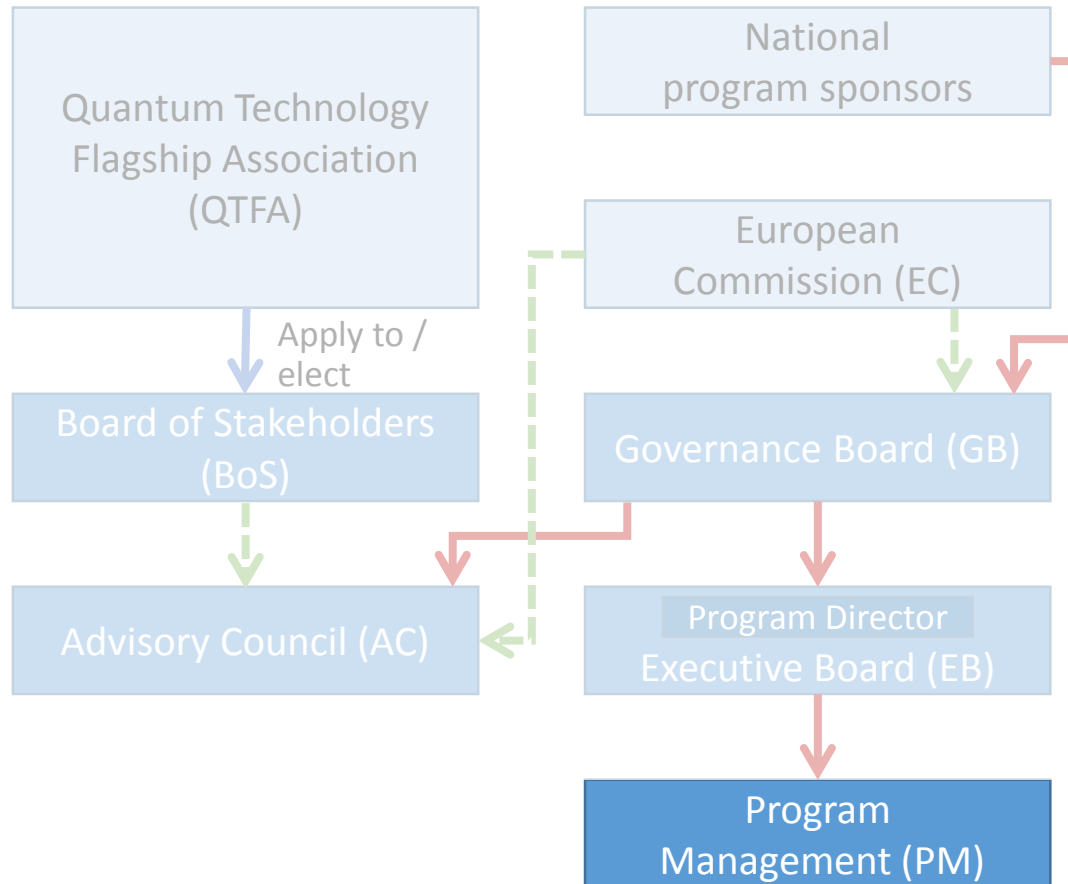 Quantum Technology
Flagship Association
(QTFA)
National
program sponsors
European
Commission (EC)
Apply to /
elect
Board of Stakeholders
(BoS)
Governance Board (GB)
Advisory Council (AC)
Program Director
Executive Board (EB)
Program
Management (PM)